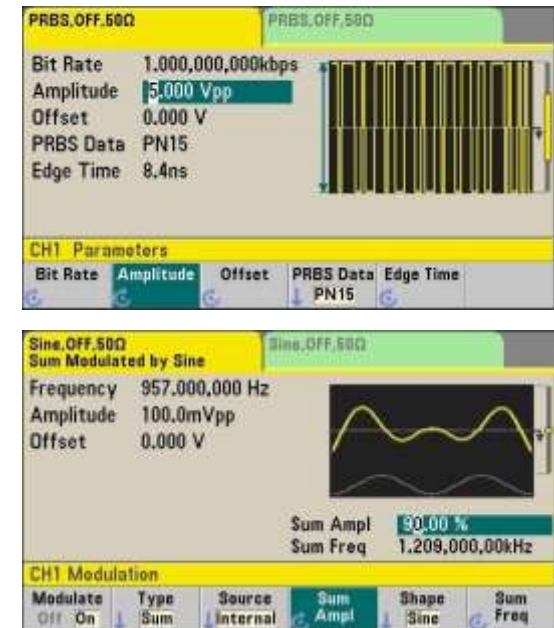 PRBS,OFF,50Ω
PRBS,OFF,50Ω
Bit Rate 1.000,000,000kbps
Amplitude 5.000 Vpp
Offset 0.000 V
PRBS Data PN15
Edge Time 8.4ns
CH1 Parameters
Bit Rate Amplitude Offset PRBS Data Edge Time
PN15
Sine,OFF,50Ω
Sine,OFF,50Ω
Sum Modulated by Sine
Frequency 957.000,000 Hz
Amplitude 100.0mVpp
Offset 0.000 V
Sum Ampl 90.00 %
Sum Freq 1.209,000,00kHz
CH1 Modulation
Modulate Type Source Sum Shape Sum
Off On Sum Internal Ampl Sine Freq